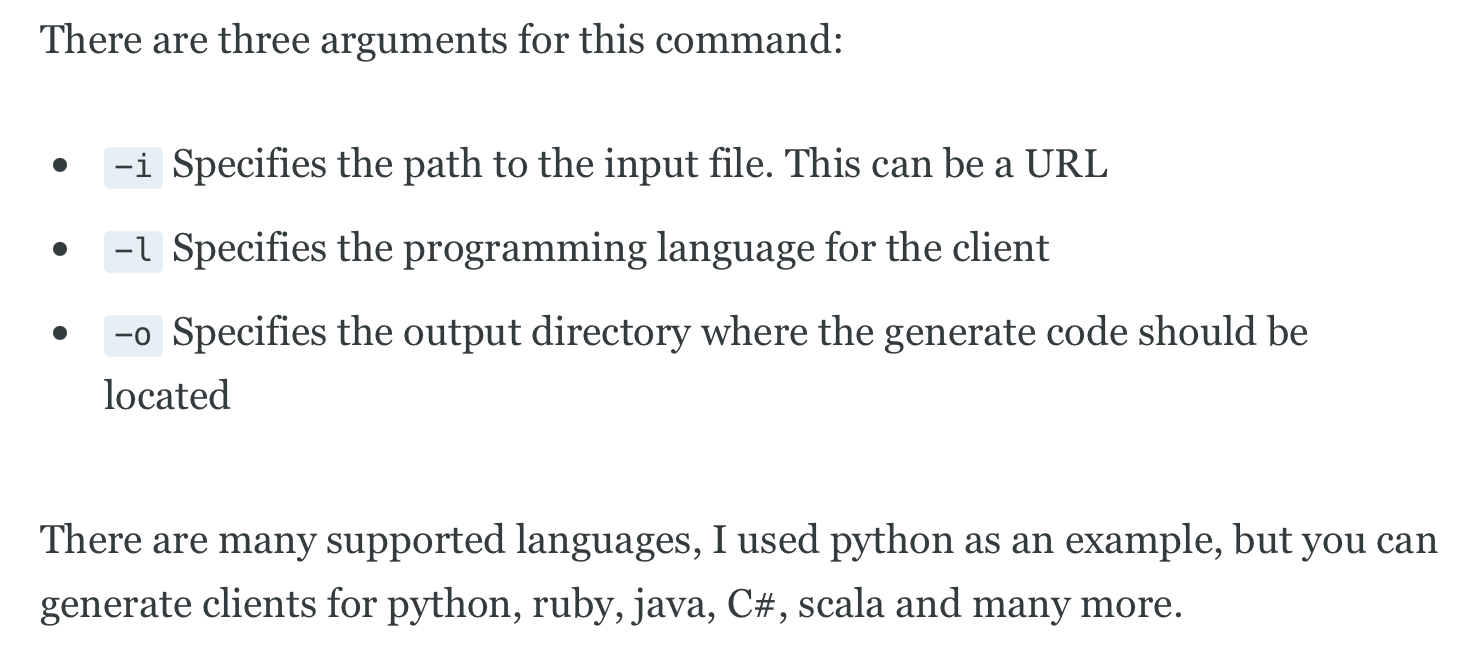 There are three arguments for this command:
• -i Specifies the path to the input file. This can be a URL
• -l Specifies the programming language for the client
• -o Specifies the output directory where the generate code should be
located
There are many supported languages, I used python as an example, but you can
generate clients for python, ruby, java, C#, scala and many more.